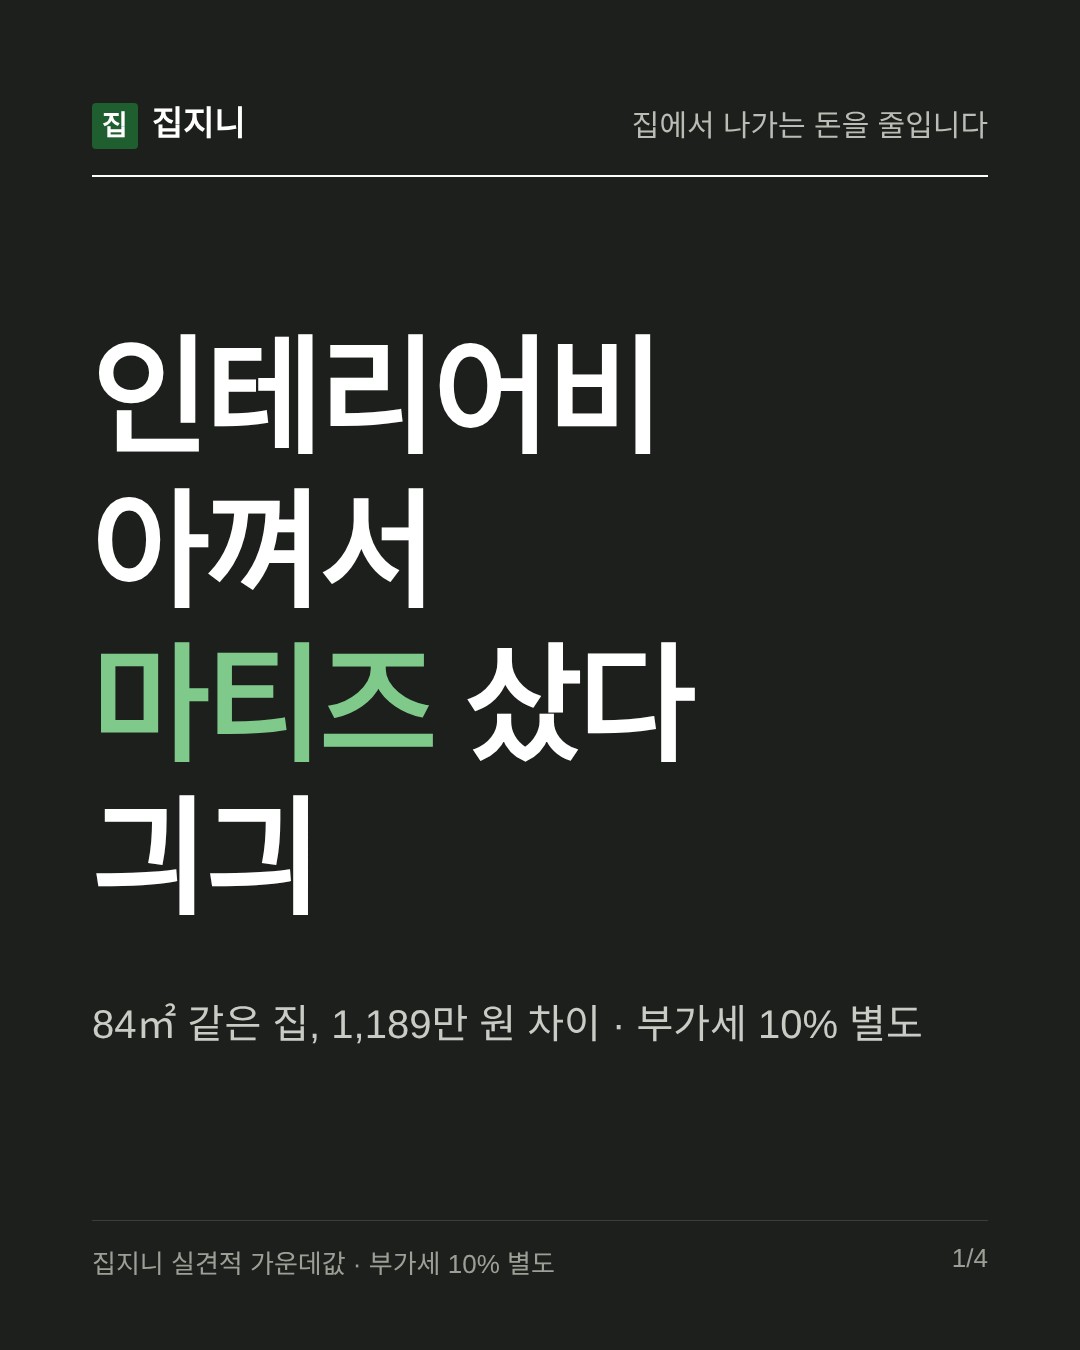 집 집지니
집에서 나가는 돈을 줄입니다
인테리어비
아껴서
마티즈 샀다
긔긔
84㎡ 같은 집, 1,189만 원 차이 · 부가세 10% 별도
집지니 실견적 가운데값 · 부가세 10% 별도
1/4